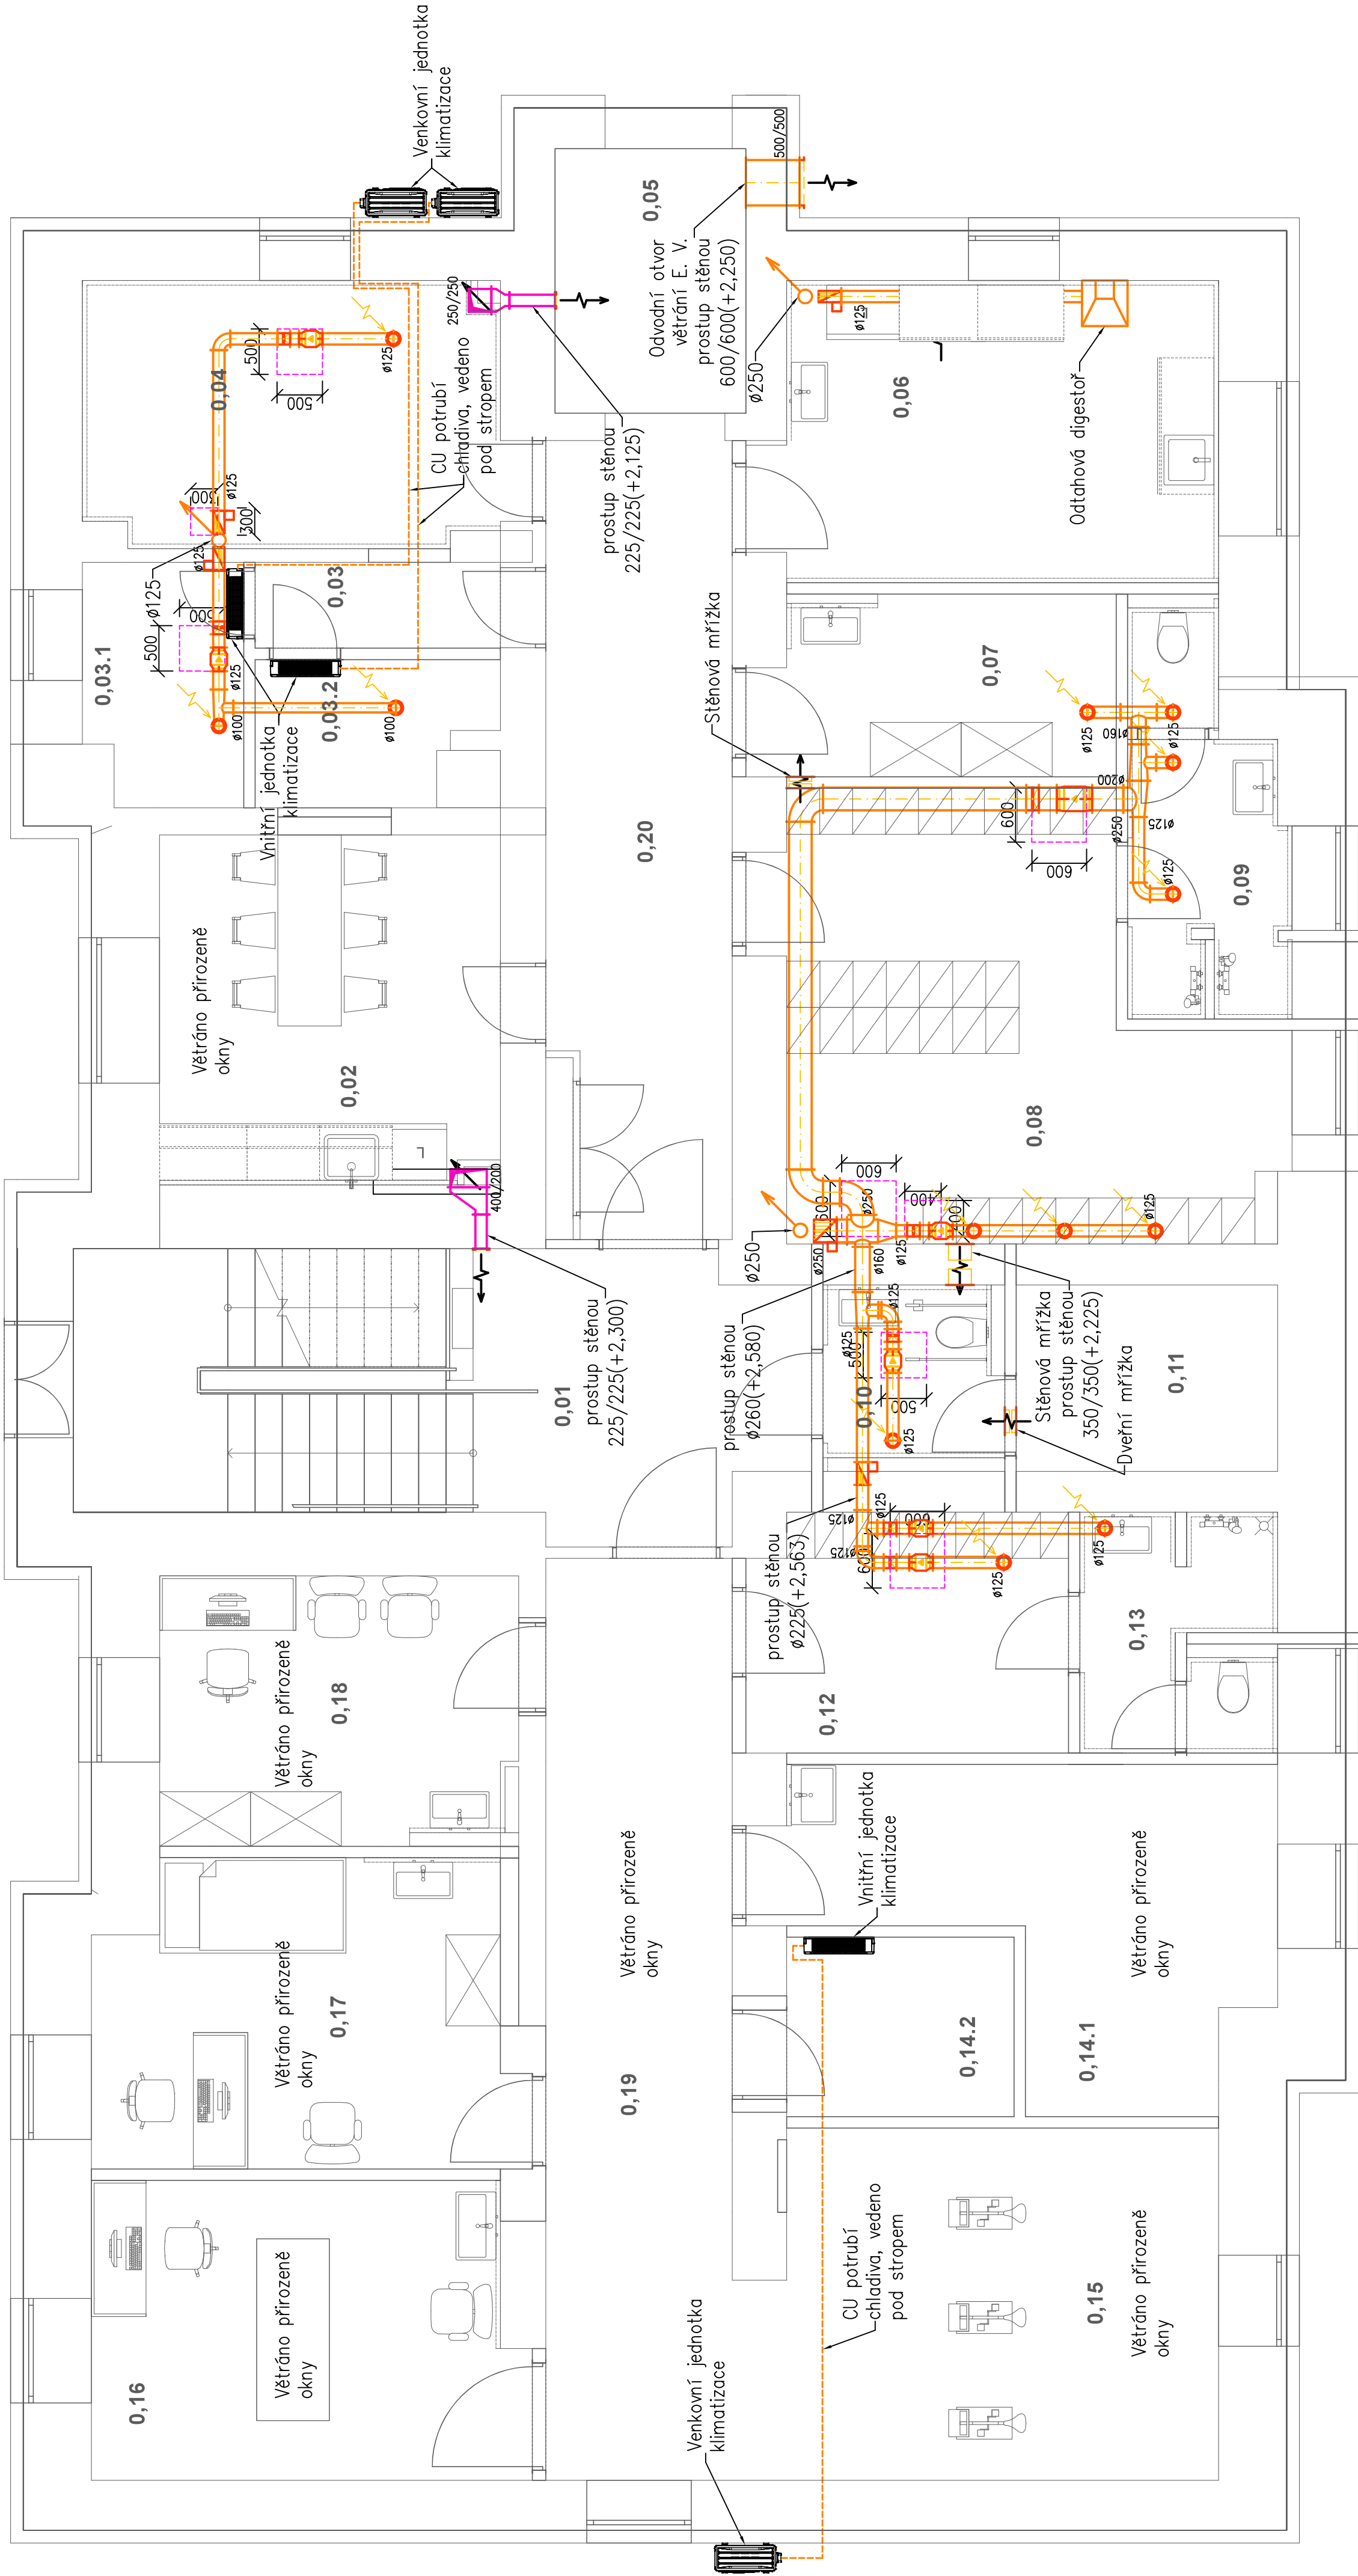 Venkovní jednotka
klimatizace
0,05
Odvodní otvor
větrání E. V.
prostup stěnou
600/600(+2,250)
500/500
ø250
ø125
0,06
Odtahová digestoř
250/250
prostup stěnou
225/225(+2,125)
CU potrubí
chladiva, vedeno
pod stropem
0,04
500
500
ø125
300
300
ø125
ø125
ø125
500
500
ø125
ø100
ø100
0,03
0,03.1
0,03.2
Vnitřní jednotka
klimatizace
Stěnová mřížka
0,07
ø125
ø160
ø125
ø200
ø250
ø125
ø125
600
600
0,09
0,20
Větráno přirozeně
okny
0,02
400/200
0,08
600
600
ø250
400
400
ø125
ø250
ø250
ø160
ø125
0,01
prostup stěnou
225/225(+2,300)
prostup stěnou
ø260(+2,580)
ø125
ø125
500
500
0,10
ø125
Stěnová mřížka
prostup stěnou
350/350(+2,225)
Dveřní mřížka
0,11
prostup stěnou
ø225(+2,563)
ø125
ø125
ø125
600
600
ø125
ø125
0,12
0,13
Větráno přirozeně
okny
0,18
Větráno přirozeně
okny
0,17
Větráno přirozeně
okny
0,19
Vnitřní jednotka
klimatizace
Větráno přirozeně
okny
0,14.2
0,14.1
Větráno přirozeně
okny
0,16
CU potrubí
chladiva, vedeno
pod stropem
Větráno přirozeně
okny
0,15
Venkovní jednotka
klimatizace